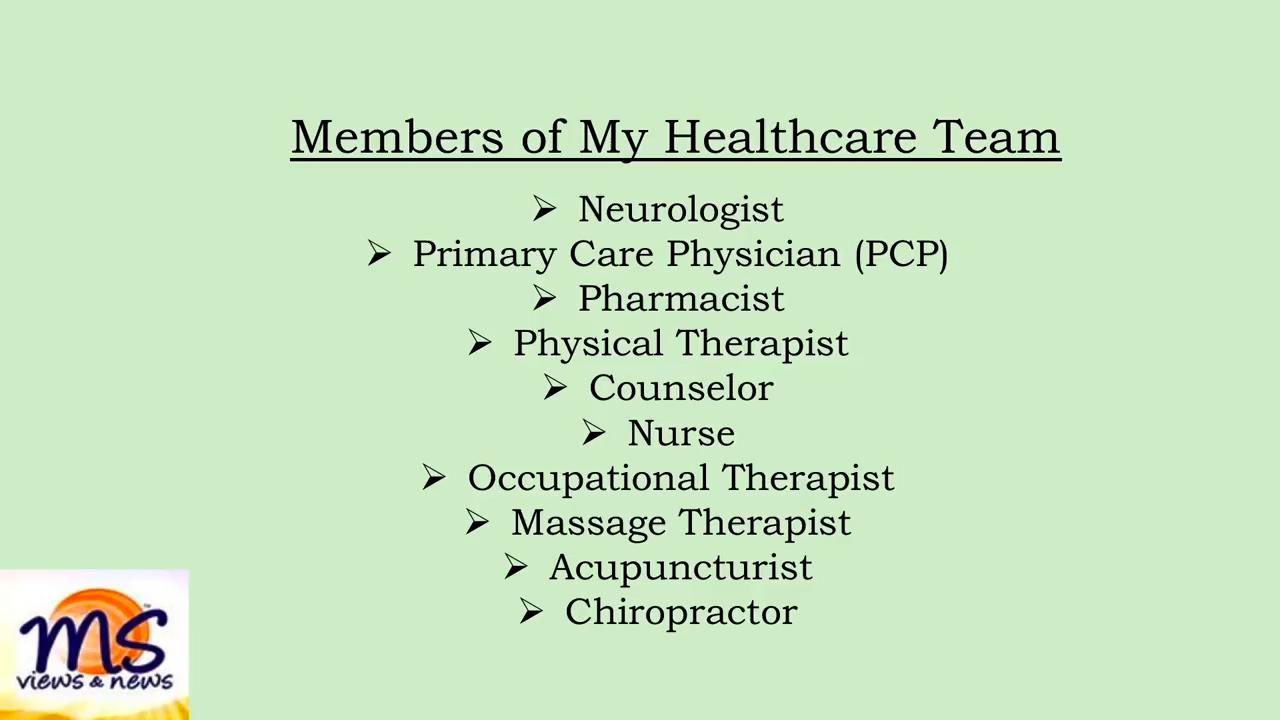 Members of My Healthcare Team
➢ Neurologist
➢ Primary Care Physician (PCP)
➢ Pharmacist
➢ Physical Therapist
➢ Counselor
➢ Nurse
➢ Occupational Therapist
➢ Massage Therapist
➢ Acupuncturist
➢ Chiropractor
MS
views & news